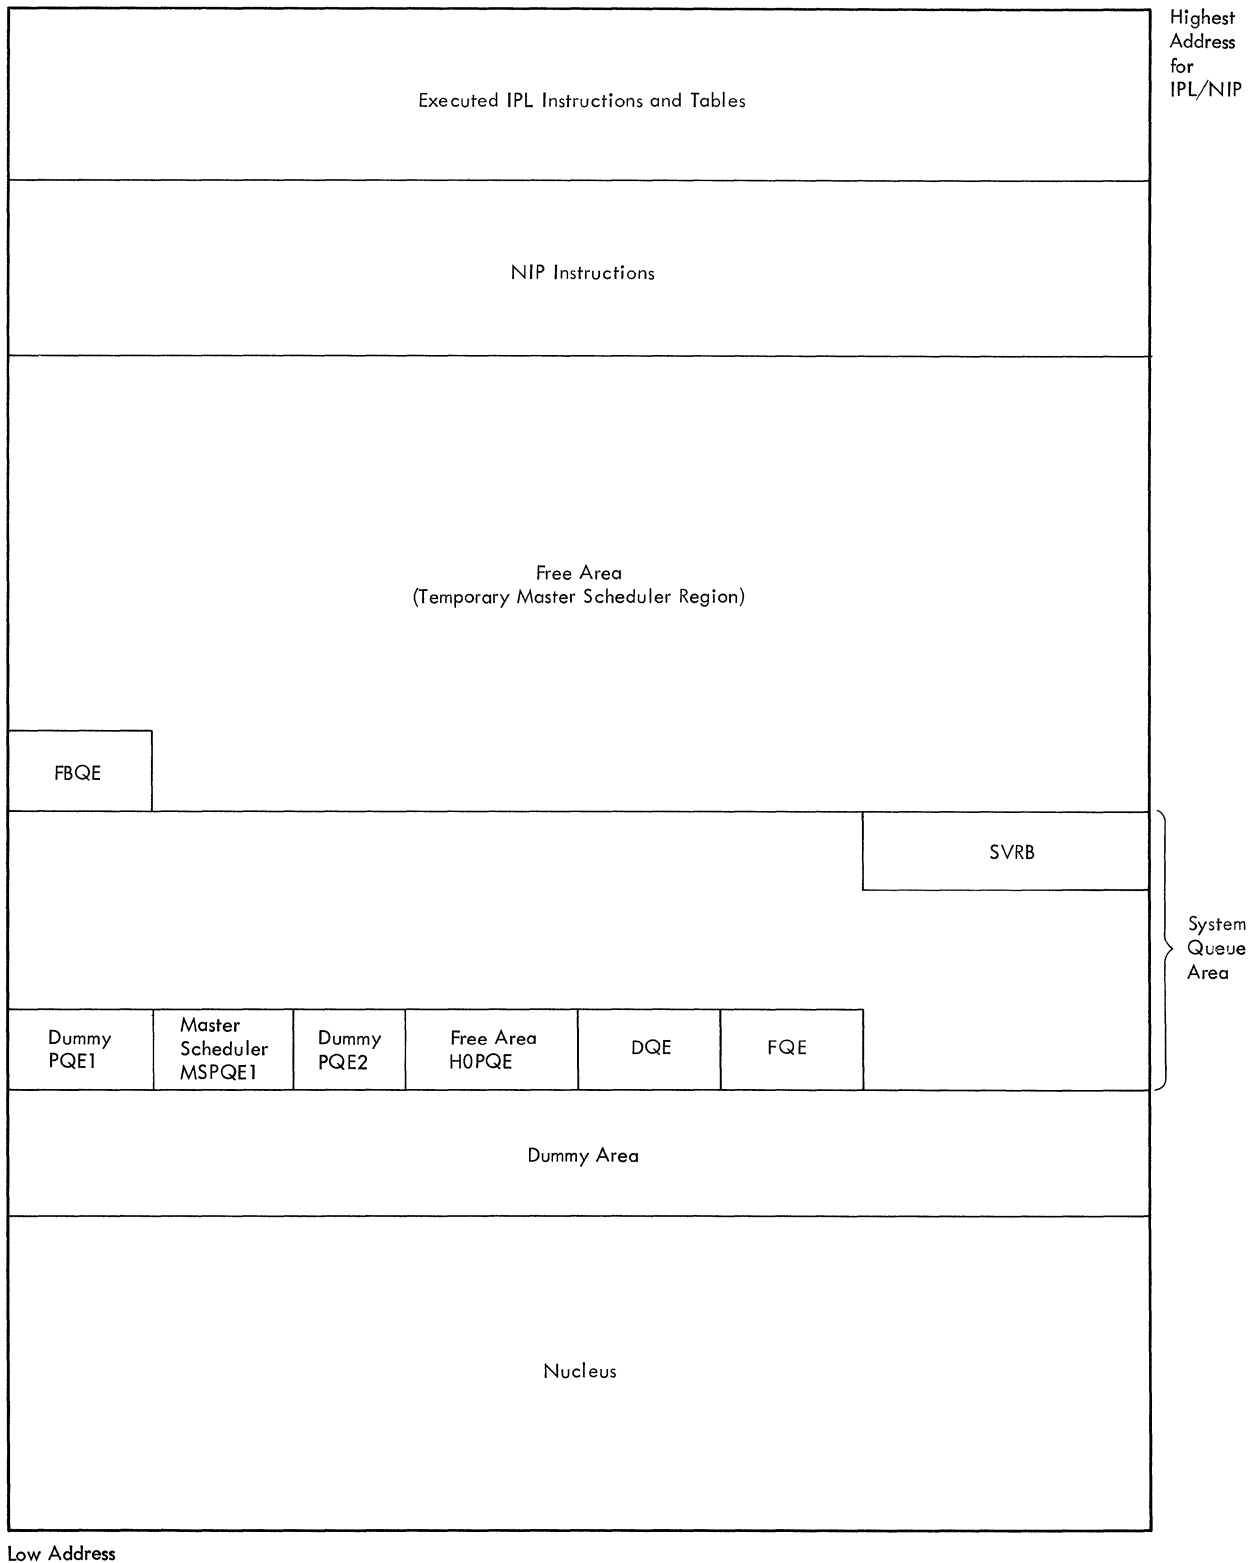 Highest
Address
for
IPL/NIP
Executed IPL Instructions and Tables
NIP Instructions
Free Area
(Temporary Master Scheduler Region)
FBQE
SVRB
System
Queue
Area
Dummy
PQE1
Master
Scheduler
MSPQE1
Dummy
PQE2
Free Area
H0PQE
DQE
FQE
Dummy Area
Nucleus
Low Address